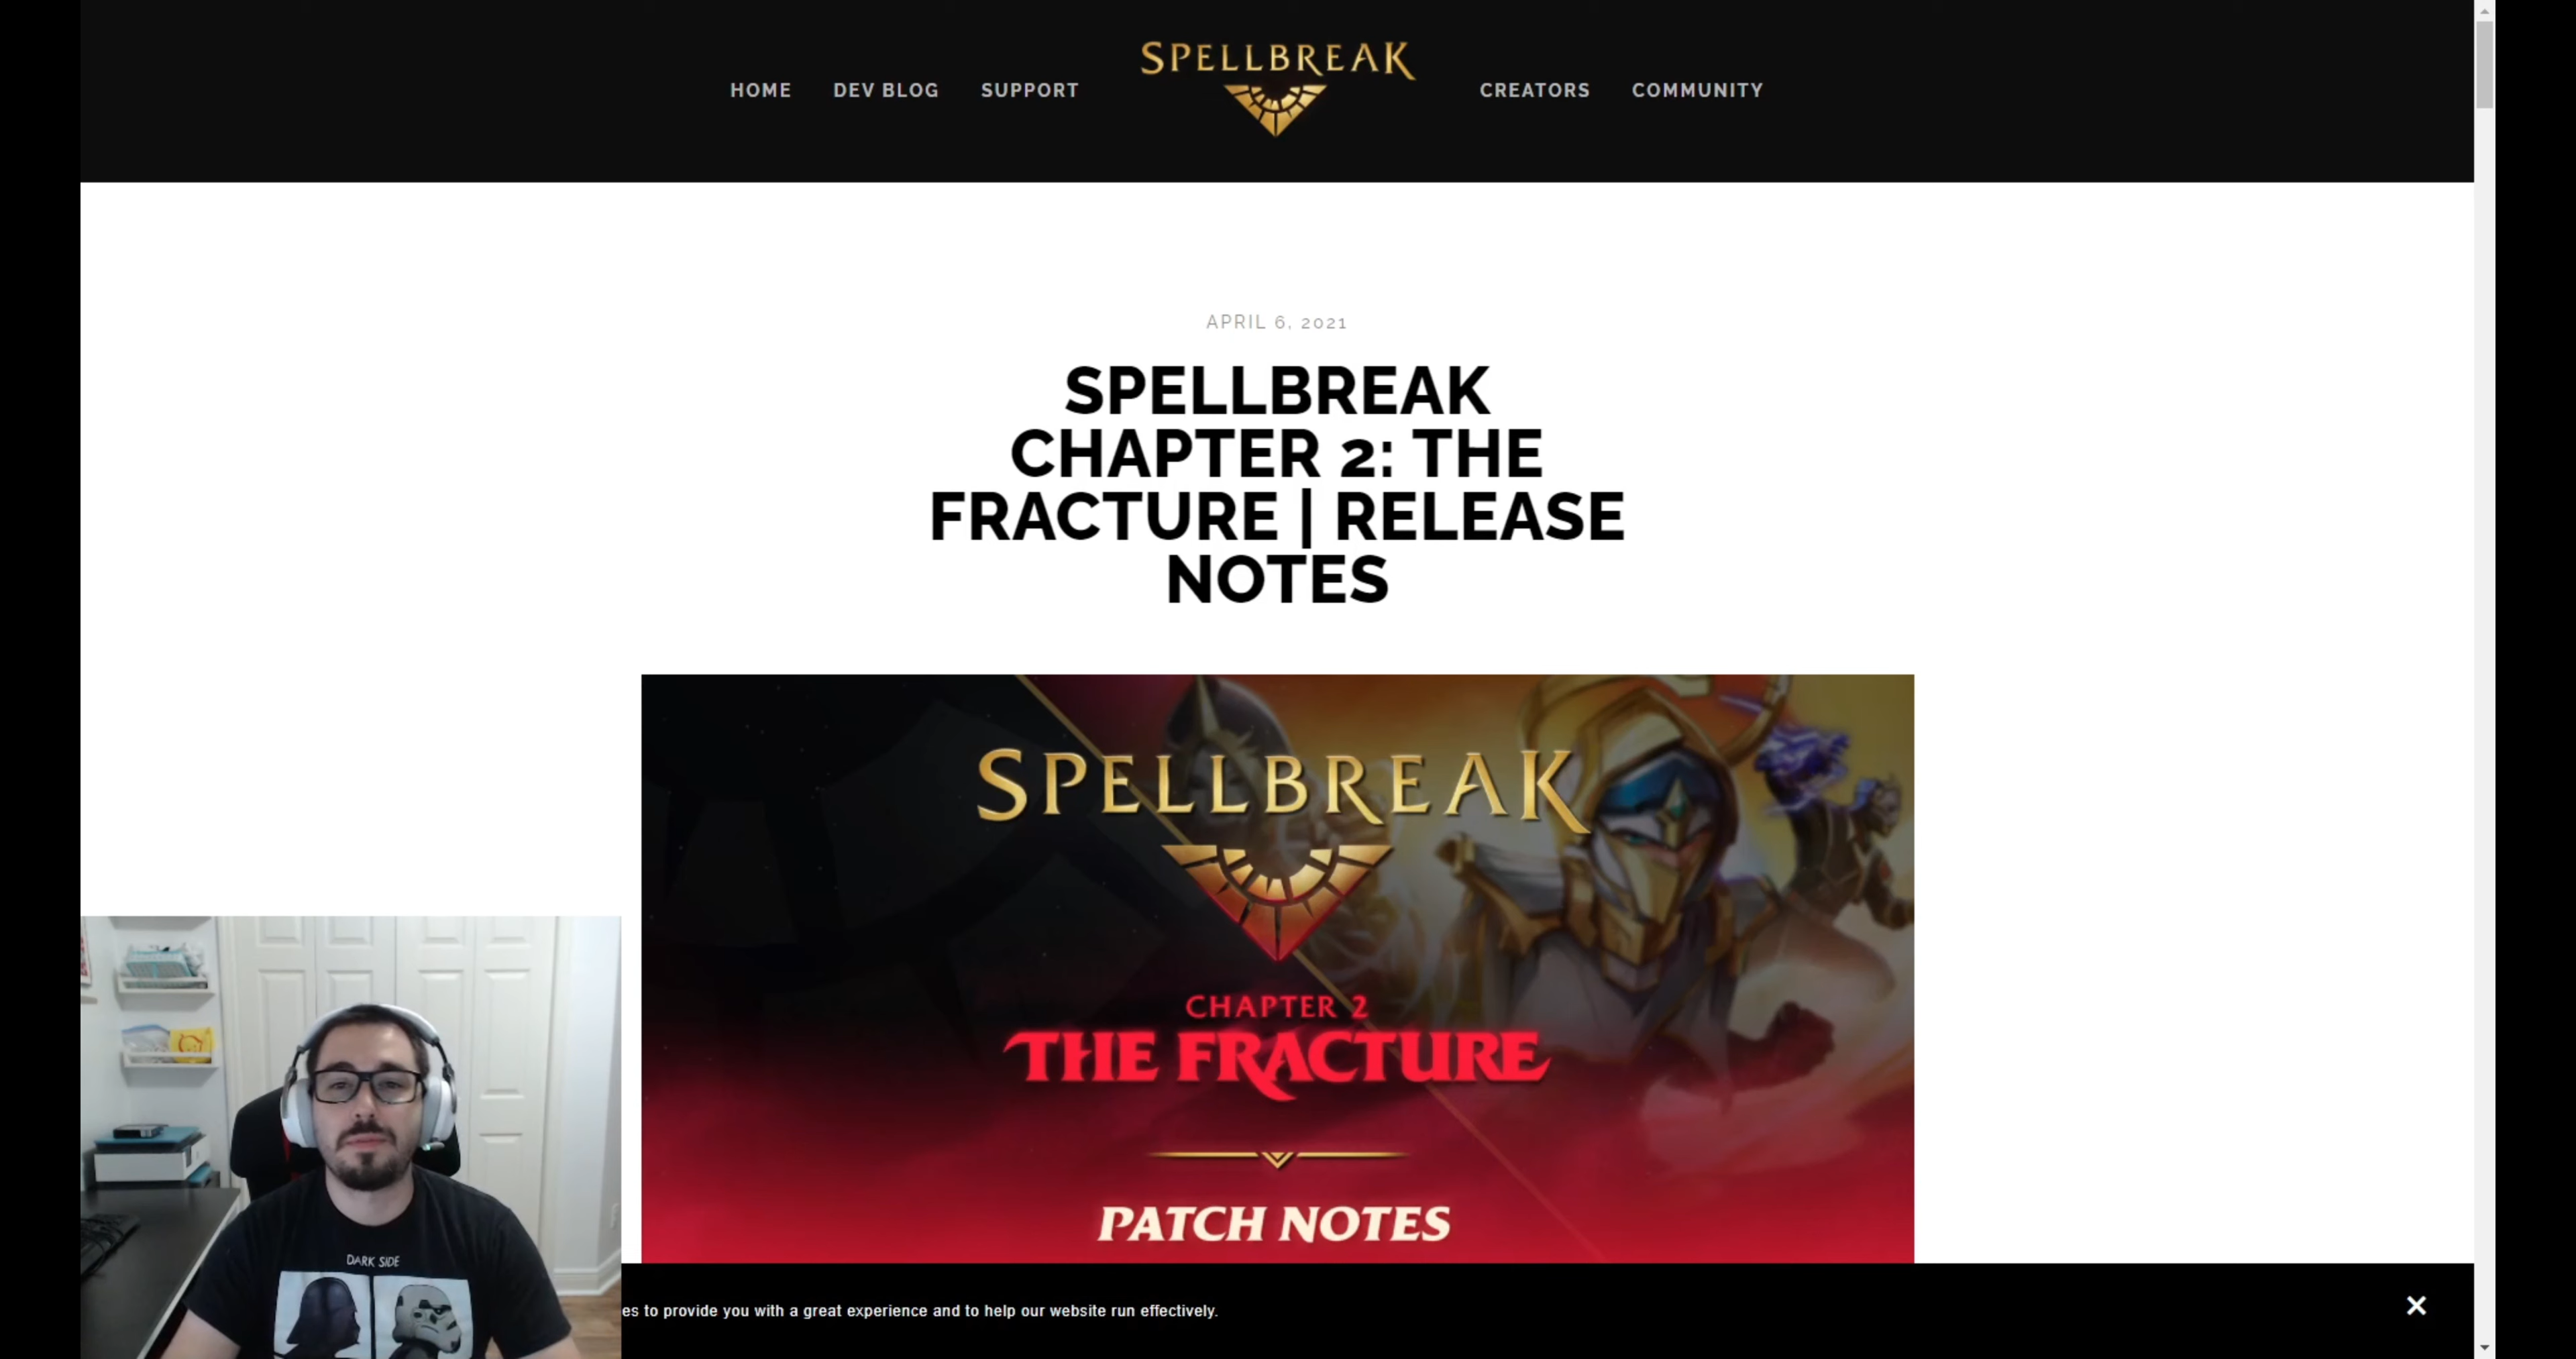 HOME DEV BLOG SUPPORT SPELLBREAK CREATORS COMMUNITY
APRIL 6, 2021
SPELLBREAK
CHAPTER 2: THE
FRACTURE | RELEASE
NOTES
SPELLBREAK
CHAPTER 2
THE FRACTURE
PATCH NOTES
DARK SIDE
es to provide you with a great experience and to help our website run effectively.